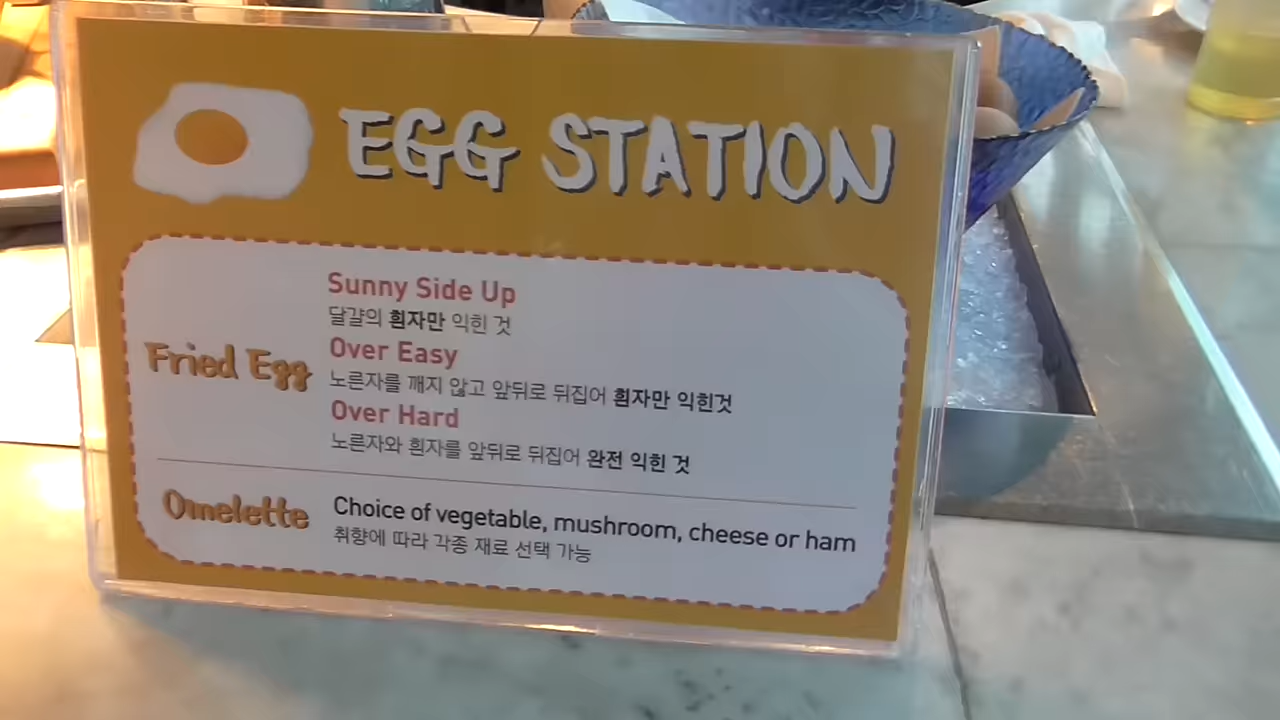 EGG STATION
Fried Egg
Sunny Side Up
달걀의 흰자만 익힌 것
Over Easy
노른자를 깨지 않고 앞뒤로 뒤집어 흰자만 익힌것
Over Hard
노른자와 흰자를 앞뒤로 뒤집어 완전 익힌 것
Omelette
Choice of vegetable, mushroom, cheese or ham
취향에 따라 각종 재료 선택 가능